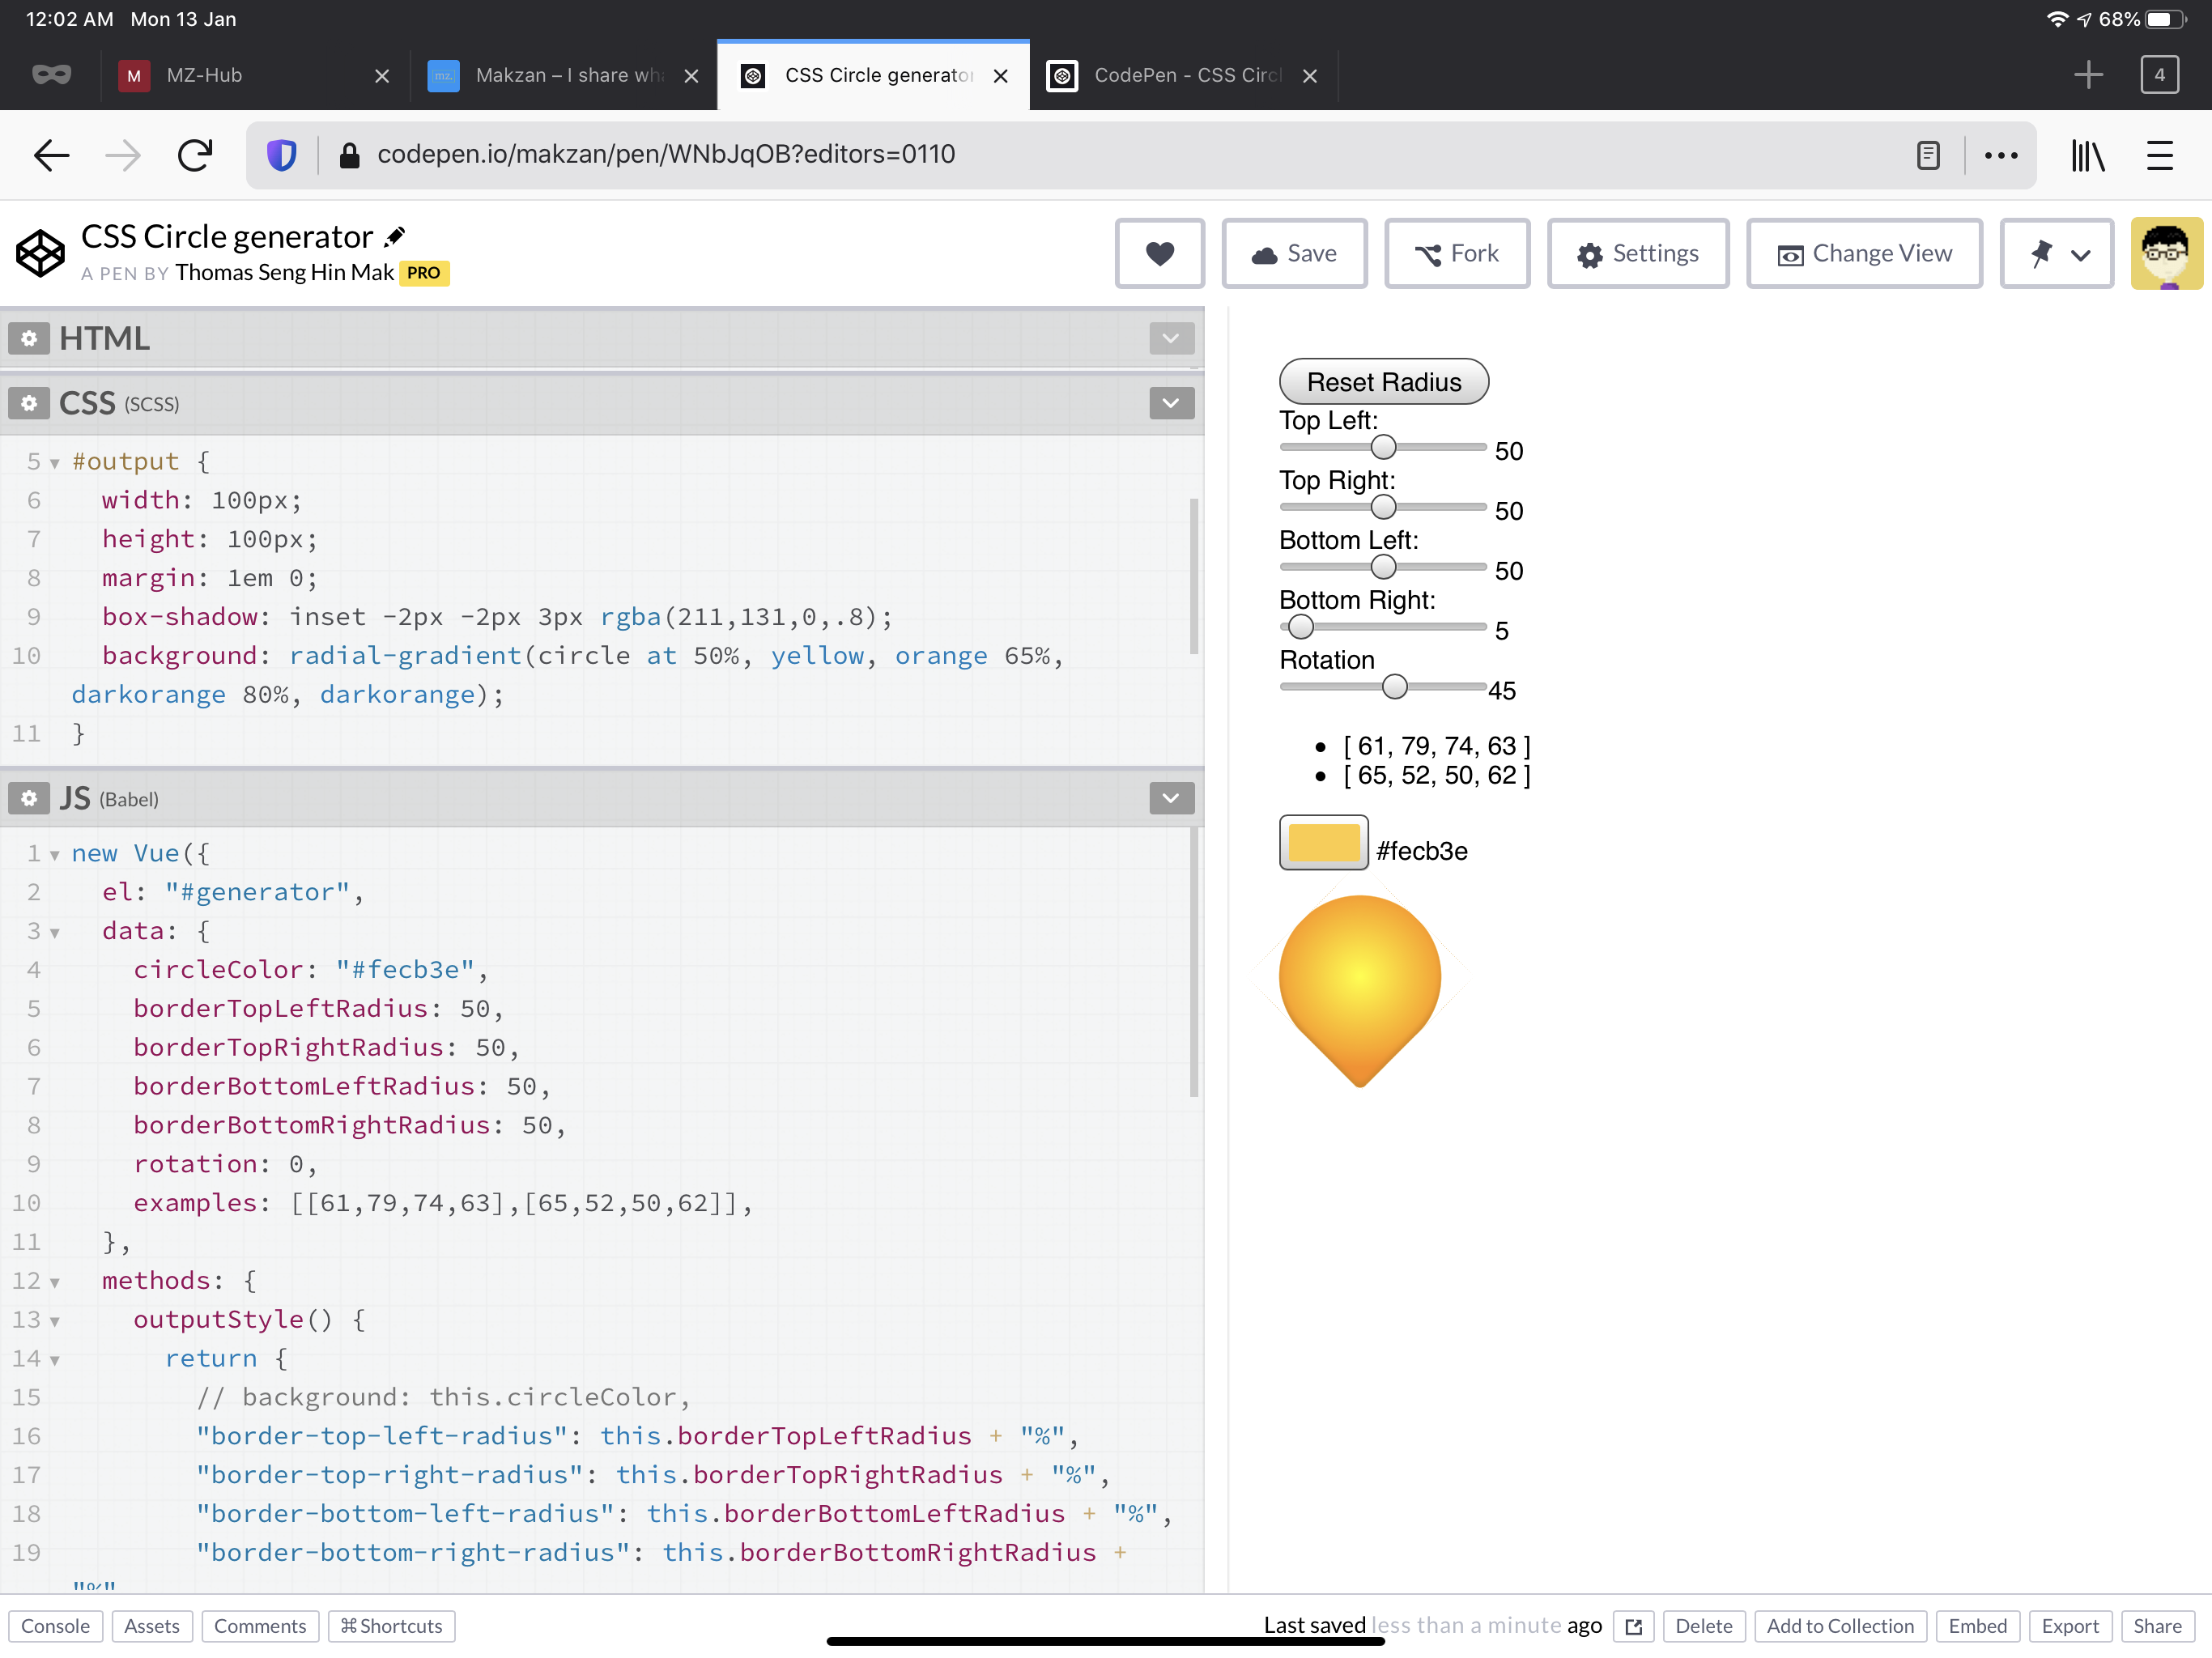 12:02 AM Mon 13 Jan
68%
M MZ-Hub
mz. Makzan – I share wha
CSS Circle generator
CodePen - CSS Circl
4
codepen.io/makzan/pen/WNbJqOB?editors=0110
CSS Circle generator
A PEN BY Thomas Seng Hin Mak PRO
Save
Fork
Settings
Change View
HTML
CSS (SCSS)
5 #output {
6 width: 100px;
7 height: 100px;
8 margin: 1em 0;
9 box-shadow: inset -2px -2px 3px rgba(211,131,0,.8);
10 background: radial-gradient(circle at 50%, yellow, orange 65%,
darkorange 80%, darkorange);
11 }
JS (Babel)
1 new Vue({
2 el: "#generator",
3 data: {
4 circleColor: "#fecb3e",
5 borderTopLeftRadius: 50,
6 borderTopRightRadius: 50,
7 borderBottomLeftRadius: 50,
8 borderBottomRightRadius: 50,
9 rotation: 0,
10 examples: [[61,79,74,63],[65,52,50,62]],
11 },
12 methods: {
13 outputStyle() {
14 return {
15 // background: this.circleColor,
16 "border-top-left-radius": this.borderTopLeftRadius + "%",
17 "border-top-right-radius": this.borderTopRightRadius + "%",
18 "border-bottom-left-radius": this.borderBottomLeftRadius + "%",
19 "border-bottom-right-radius": this.borderBottomRightRadius +
"%"
Reset Radius
Top Left:
50
Top Right:
50
Bottom Left:
50
Bottom Right:
5
Rotation
45
• [ 61, 79, 74, 63 ]
• [ 65, 52, 50, 62 ]
#fecb3e
Console
Assets
Comments
⌘ Shortcuts
Last saved less than a minute ago
Delete
Add to Collection
Embed
Export
Share